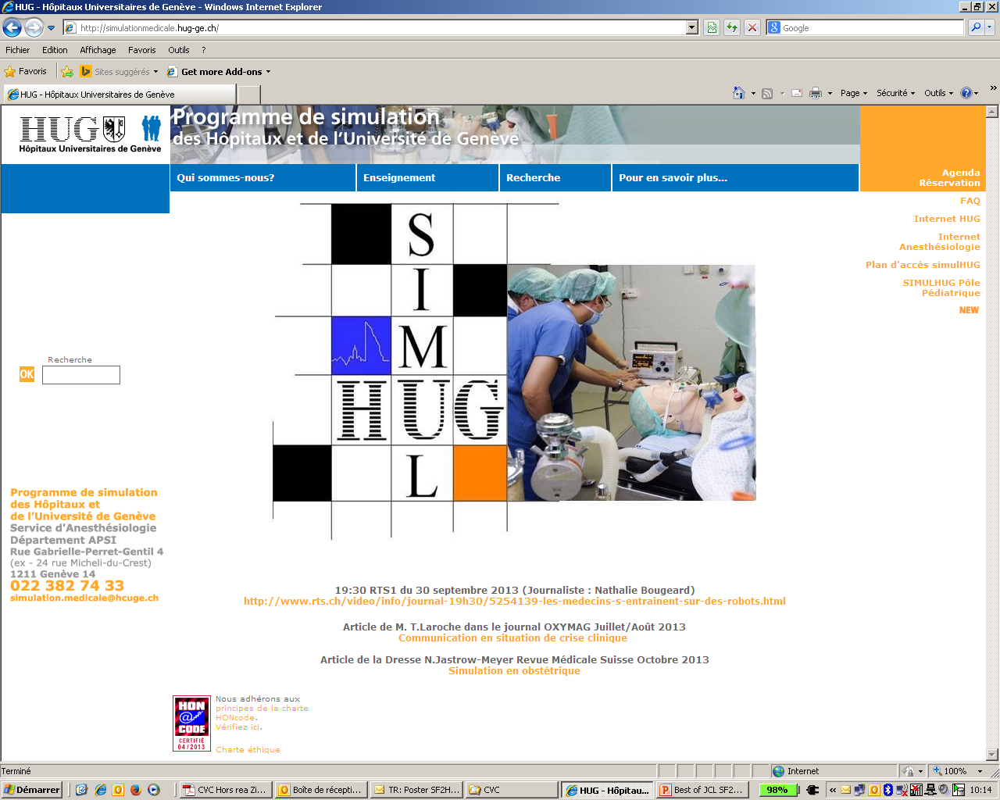 HUG - Hôpitaux Universitaires de Genève - Windows Internet Explorer
http://simulationmedicale.hug-ge.ch/
Google
Fichier Edition Affichage Favoris Outils ?
Favoris Sites suggérés Get more Add-ons
HUG - Hôpitaux Universitaires de Genève
Page Sécurité Outils
HUG
Hôpitaux Universitaires de Genève
Programme de simulation
des Hôpitaux et de l'Université de Genève
Qui sommes-nous? Enseignement Recherche Pour en savoir plus...
Agenda
Réservation
FAQ
Internet HUG
Internet
Anesthésiologie
Plan d'accès simulHUG
SIMULHUG Pôle
Pédiatrique
NEW
S
I
M
HUG
L
Recherche
OK
Programme de simulation
des Hôpitaux et
de l'Université de Genève
Service d'Anesthésiologie
Département APSI
Rue Gabrielle-Perret-Gentil 4
(ex - 24 rue Micheli-du-Crest)
1211 Genève 14
022 382 74 33
simulation.medicale@hcuge.ch
19:30 RTS1 du 30 septembre 2013 (Journaliste : Nathalie Bougeard)
http://www.rts.ch/video/info/journal-19h30/5254139-les-medecins-s-entrainent-sur-des-robots.html
Article de M. T.Laroche dans le journal OXYMAG Juillet/Août 2013
Communication en situation de crise clinique
Article de la Dresse N.Jastrow-Meyer Revue Médicale Suisse Octobre 2013
Simulation en obstétrique
HON
@
CODE
CERTIFIÉ
04/2013
Nous adhérons aux
principes de la charte
HONcode.
Vérifiez ici.
Charte éthique
Terminé Internet 100%
Démarrer CVC Hors rea Zi... Boîte de récepti... TR: Poster SF2H... CVC HUG - Hôpitau... Best of JCL SF2... 98% 10:14